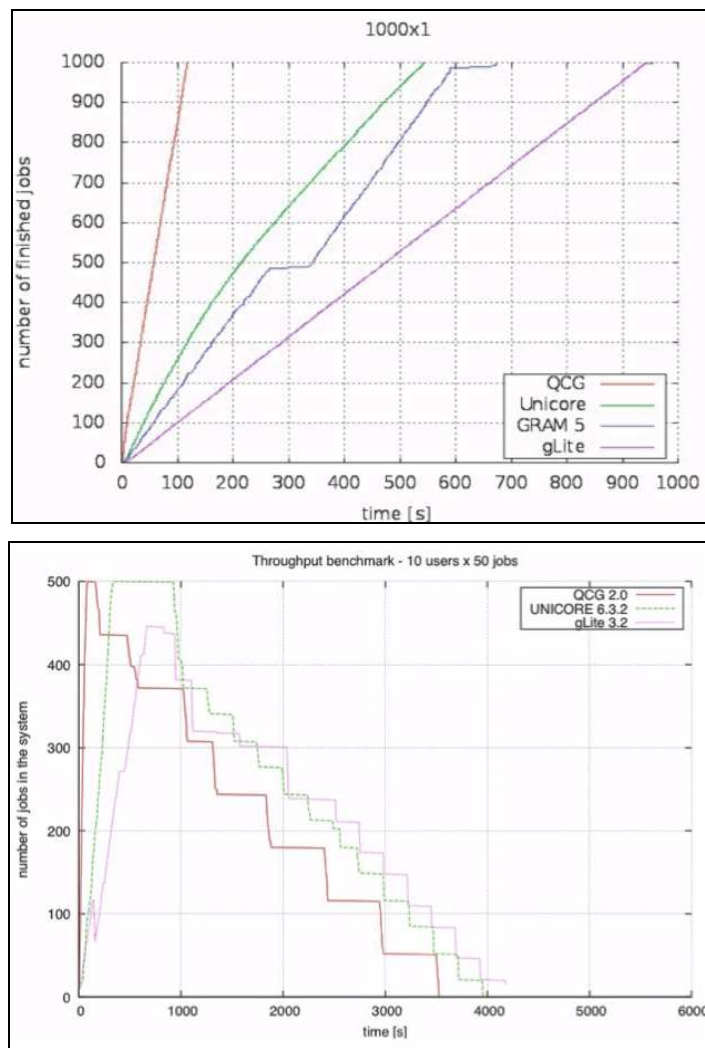 1000x1
1000
900
800
700
600
500
400
300
200
100
0
number of finished jobs
QCG
Unicore
GRAM 5
gLite
0 100 200 300 400 500 600 700 800 900 1000
time [s]
Throughput benchmark - 10 users x 50 jobs
500
400
300
200
100
0
number of jobs in the system
QCG 2.0
UNICORE 6.3.2
gLite 3.2
0 1000 2000 3000 4000 5000 6000
time [s]